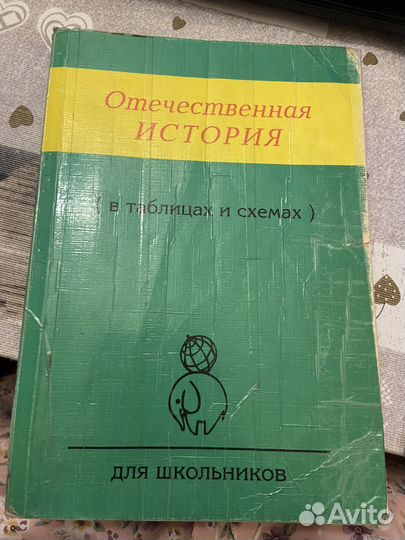 Отечественная
ИСТОРИЯ
( в таблицах и схемах )
ДЛЯ ШКОЛЬНИКОВ
Avito